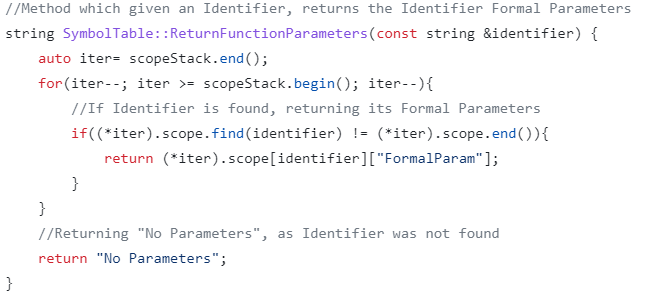 //Method which given an Identifier, returns the Identifier Formal Parameters
string SymbolTable::ReturnFunctionParameters(const string &identifier) {
    auto iter= scopeStack.end();
    for(iter--; iter >= scopeStack.begin(); iter--){
        //If Identifier is found, returning its Formal Parameters
        if((*iter).scope.find(identifier) != (*iter).scope.end()){
            return (*iter).scope[identifier]["FormalParam"];
        }
    }
    //Returning "No Parameters", as Identifier was not found
    return "No Parameters";
}